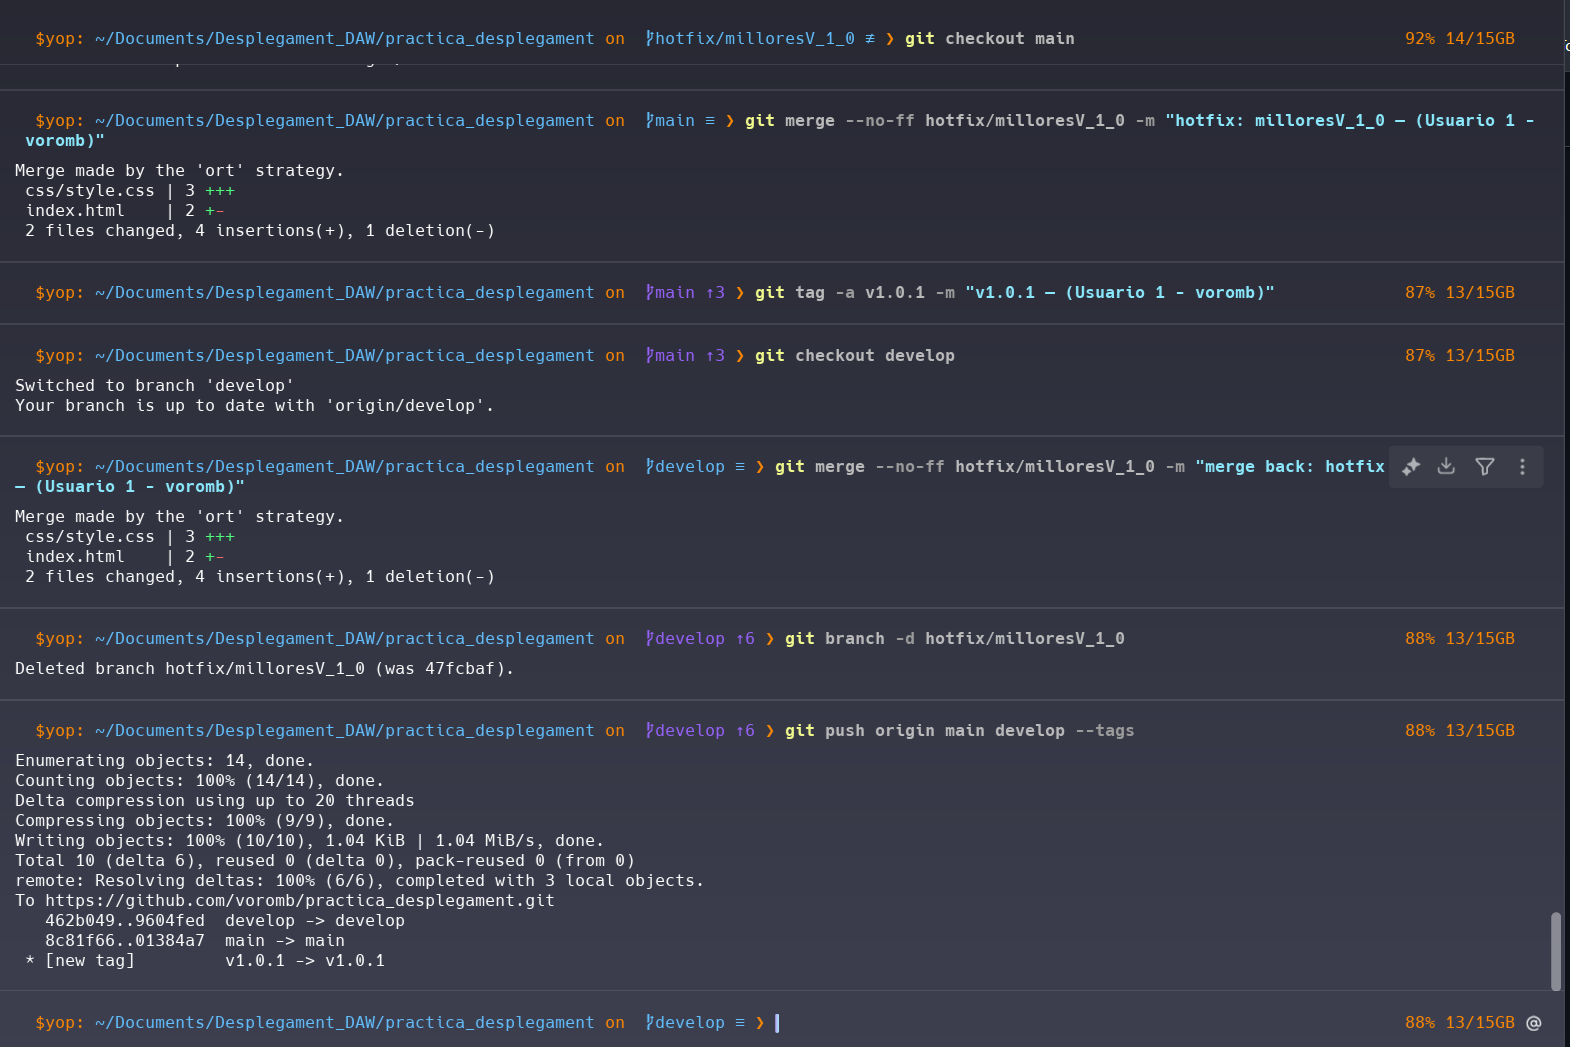 $yop: ~/Documents/Desplegament_DAW/practica_desplegament on hotfix/milloresV_1_0 ≢ ❯ git checkout main 92% 14/15GB
$yop: ~/Documents/Desplegament_DAW/practica_desplegament on main ≡ ❯ git merge --no-ff hotfix/milloresV_1_0 -m "hotfix: milloresV_1_0 — (Usuario 1 -
voromb)"
Merge made by the 'ort' strategy.
css/style.css | 3 +++
index.html    | 2 +-
2 files changed, 4 insertions(+), 1 deletion(-)
$yop: ~/Documents/Desplegament_DAW/practica_desplegament on main ↑3 ❯ git tag -a v1.0.1 -m "v1.0.1 — (Usuario 1 - voromb)" 87% 13/15GB
$yop: ~/Documents/Desplegament_DAW/practica_desplegament on main ↑3 ❯ git checkout develop 87% 13/15GB
Switched to branch 'develop'
Your branch is up to date with 'origin/develop'.
$yop: ~/Documents/Desplegament_DAW/practica_desplegament on develop ≡ ❯ git merge --no-ff hotfix/milloresV_1_0 -m "merge back: hotfix
— (Usuario 1 - voromb)"
Merge made by the 'ort' strategy.
css/style.css | 3 +++
index.html    | 2 +-
2 files changed, 4 insertions(+), 1 deletion(-)
$yop: ~/Documents/Desplegament_DAW/practica_desplegament on develop ↑6 ❯ git branch -d hotfix/milloresV_1_0 88% 13/15GB
Deleted branch hotfix/milloresV_1_0 (was 47fcbaf).
$yop: ~/Documents/Desplegament_DAW/practica_desplegament on develop ↑6 ❯ git push origin main develop --tags 88% 13/15GB
Enumerating objects: 14, done.
Counting objects: 100% (14/14), done.
Delta compression using up to 20 threads
Compressing objects: 100% (9/9), done.
Writing objects: 100% (10/10), 1.04 KiB | 1.04 MiB/s, done.
Total 10 (delta 6), reused 0 (delta 0), pack-reused 0 (from 0)
remote: Resolving deltas: 100% (6/6), completed with 3 local objects.
To https://github.com/voromb/practica_desplegament.git
462b049..9604fed  develop -> develop
8c81f66..01384a7  main -> main
* [new tag]         v1.0.1 -> v1.0.1
$yop: ~/Documents/Desplegament_DAW/practica_desplegament on develop ≡ ❯ 88% 13/15GB @